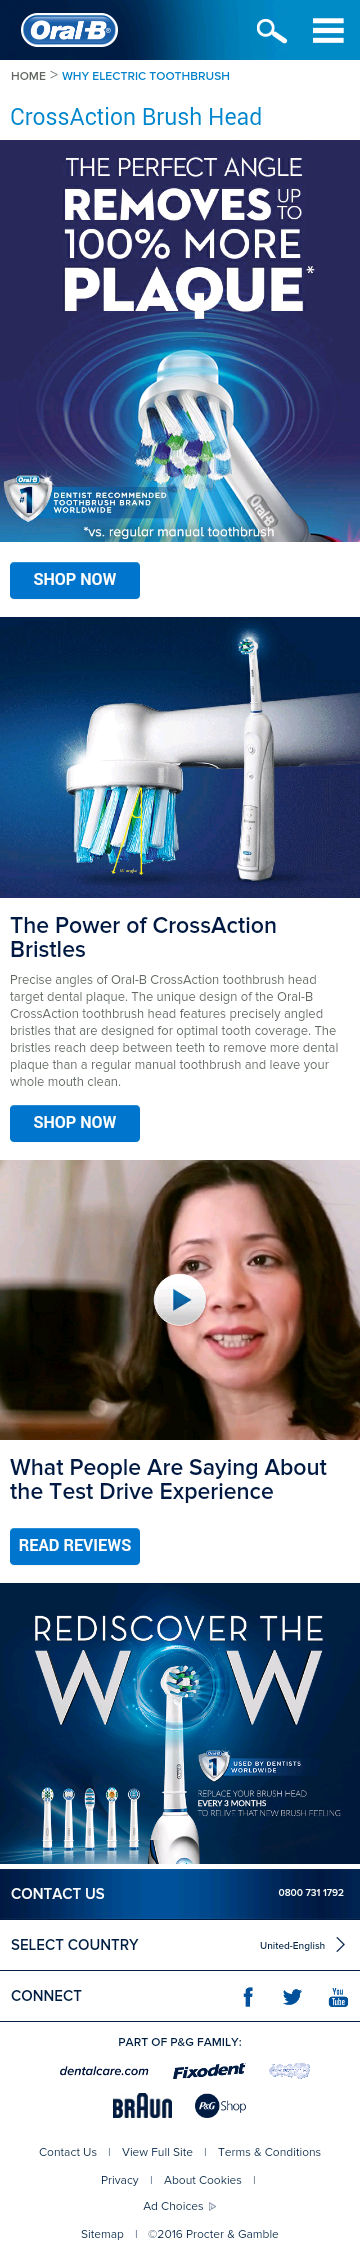 Oral-B
HOME > WHY ELECTRIC TOOTHBRUSH
CrossAction Brush Head
THE PERFECT ANGLE
REMOVES UP TO
100% MORE
PLAQUE*
Oral-B
Oral-B
#1
DENTIST RECOMMENDED
TOOTHBRUSH BRAND
WORLDWIDE
*vs. regular manual toothbrush
SHOP NOW
The Power of CrossAction
Bristles
Precise angles of Oral-B CrossAction toothbrush head
target dental plaque. The unique design of the Oral-B
CrossAction toothbrush head features precisely angled
bristles that are designed for optimal tooth coverage. The
bristles reach deep between teeth to remove more dental
plaque than a regular manual toothbrush and leave your
whole mouth clean.
SHOP NOW
What People Are Saying About
the Test Drive Experience
READ REVIEWS
REDISCOVER THE
WOW
#1
USED BY DENTISTS
WORLDWIDE
REPLACE YOUR BRUSH HEAD
EVERY 3 MONTHS
TO RELIVE THAT NEW BRUSH FEELING
CONTACT US 0800 731 1792
SELECT COUNTRY United-English
CONNECT You Tube
PART OF P&G FAMILY:
dentalcare.com Fixodent
BRAUN P&G Shop
Contact Us | View Full Site | Terms & Conditions
Privacy | About Cookies |
Ad Choices
Sitemap | ©2016 Procter & Gamble